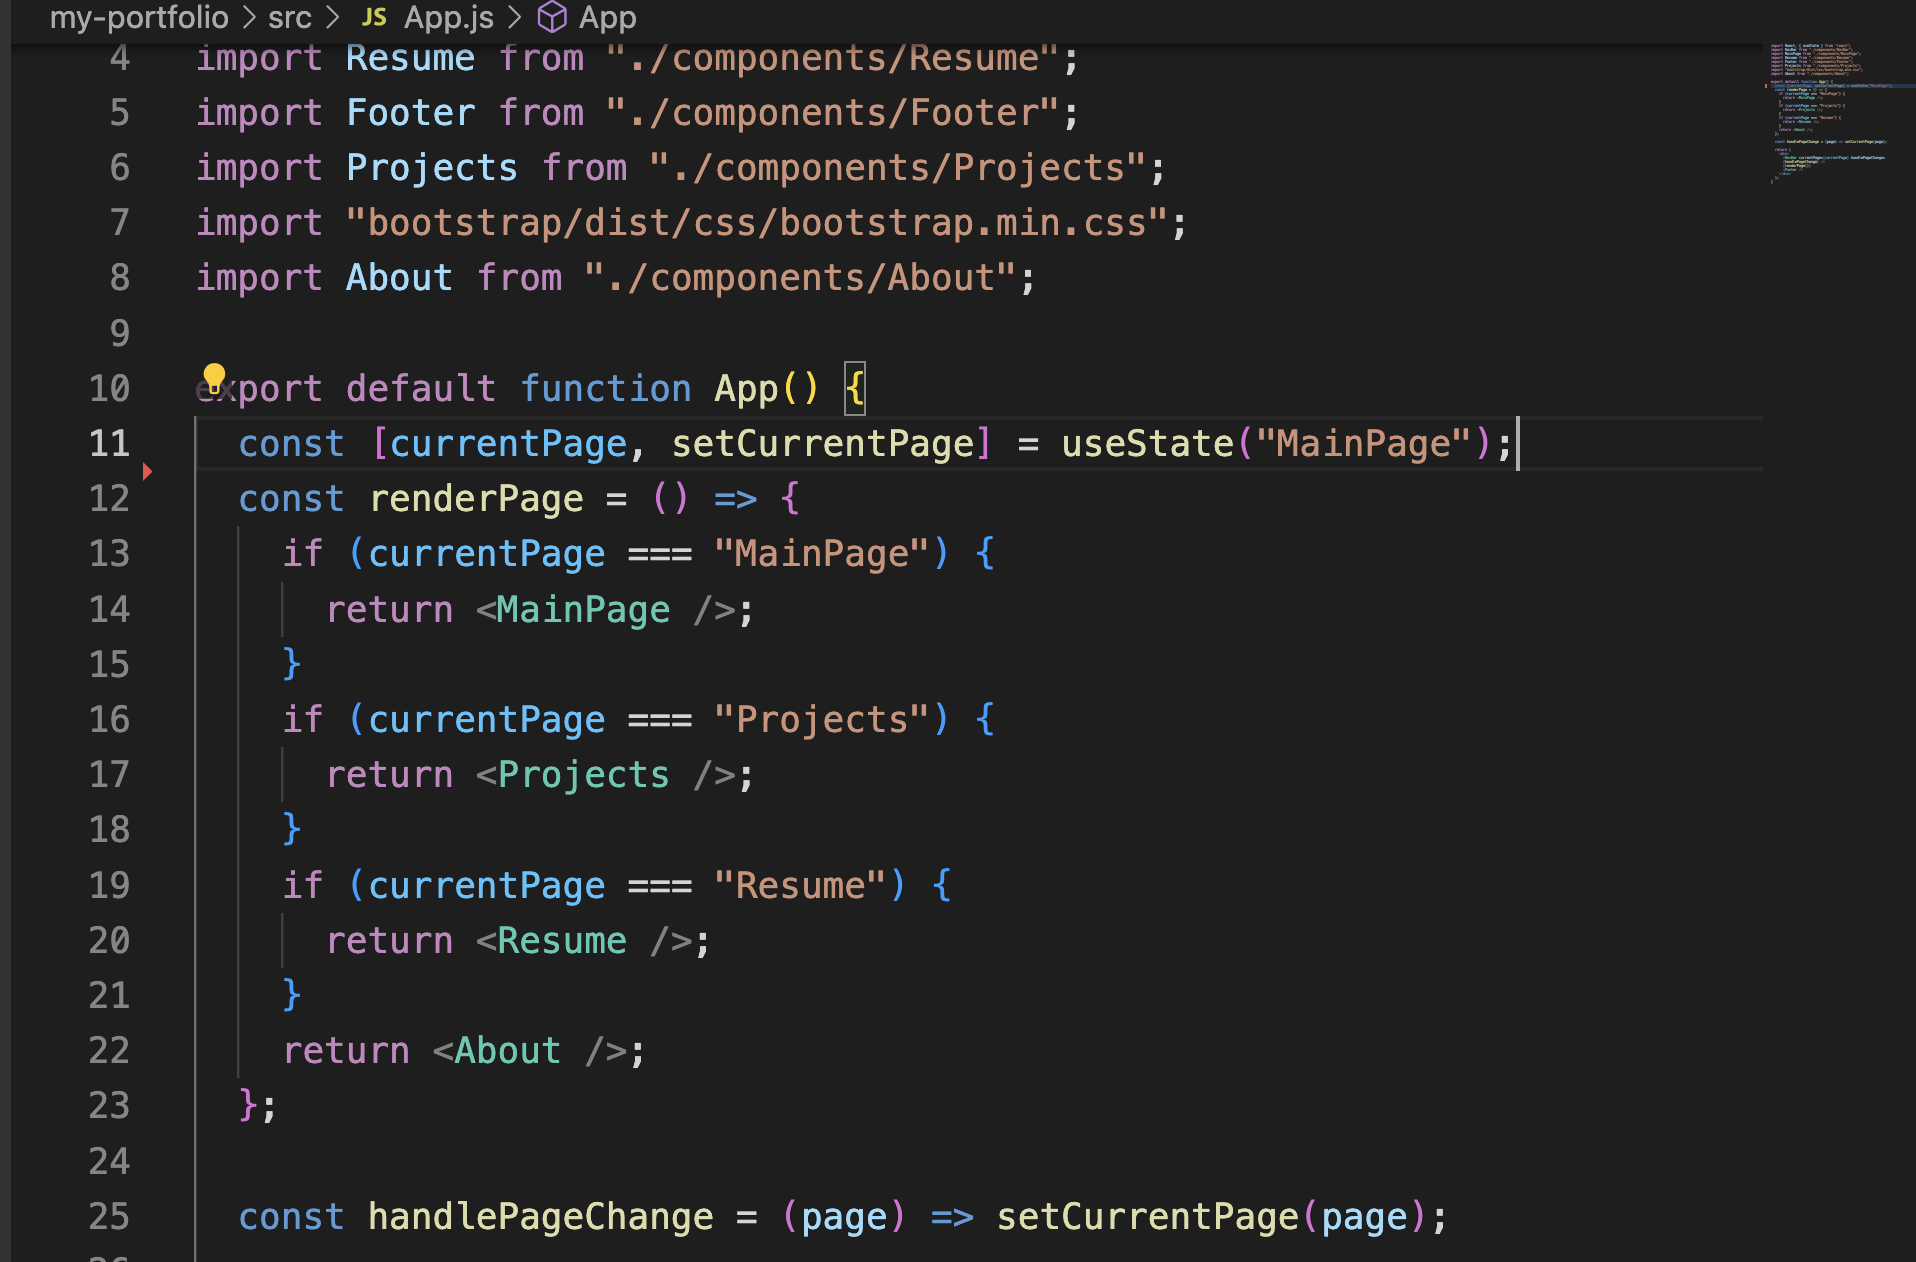 my-portfolio > src > JS App.js > App
4 import Resume from "./components/Resume";
5 import Footer from "./components/Footer";
6 import Projects from "./components/Projects";
7 import "bootstrap/dist/css/bootstrap.min.css";
8 import About from "./components/About";
9
10 export default function App() {
11 const [currentPage, setCurrentPage] = useState("MainPage");
12 const renderPage = () => {
13 if (currentPage === "MainPage") {
14 return <MainPage />;
15 }
16 if (currentPage === "Projects") {
17 return <Projects />;
18 }
19 if (currentPage === "Resume") {
20 return <Resume />;
21 }
22 return <About />;
23 };
24
25 const handlePageChange = (page) => setCurrentPage(page);